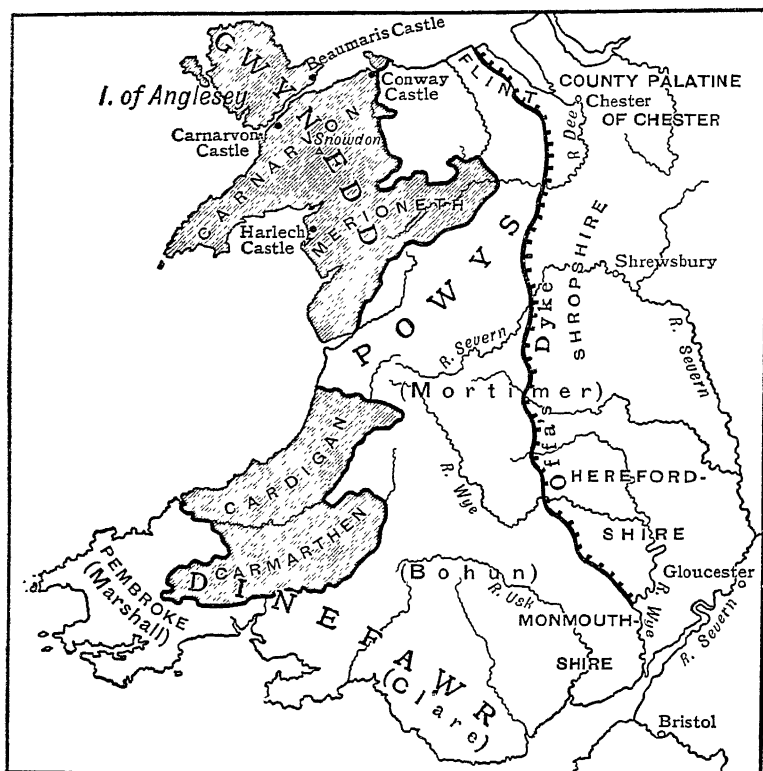 GWYNEDD
Beaumaris Castle
I. of Anglesey
Conway
Castle
FLINT
COUNTY PALATINE
Chester
OF CHESTER
R Dee
Carnarvon
Castle
Snowdon
CARNARVON
MERIONETH
Harlech
Castle
POWYS
SHROPSHIRE
Shrewsbury
Offa's Dyke
R. Severn
R. Severn
(Mortimer)
CARDIGAN
R. Wye
HEREFORD-
SHIRE
CARMARTHEN
PEMBROKE
(Marshall)
DINEFAWR
(Bohun)
R. Usk
Gloucester
R. Wye
R. Severn
MONMOUTH-
SHIRE
(Clare)
Bristol